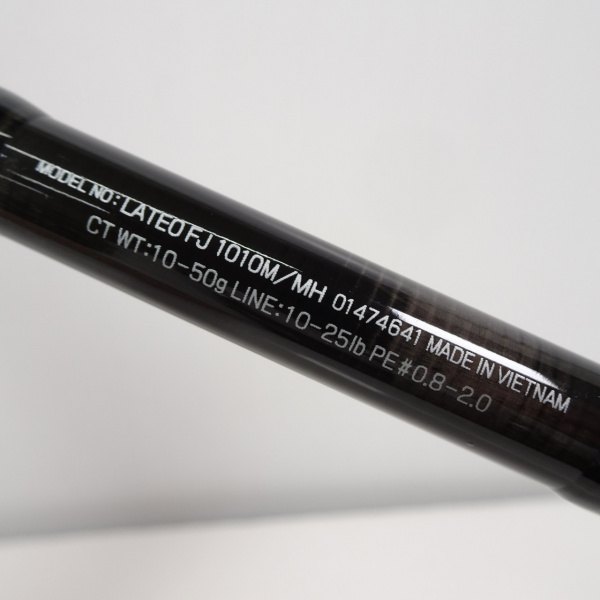 MODEL NO: LATEO FJ 1010M/MH 01474641 MADE IN VIETNAM
CT WT:10-50g LINE:10-25lb PE#0.8-2.0